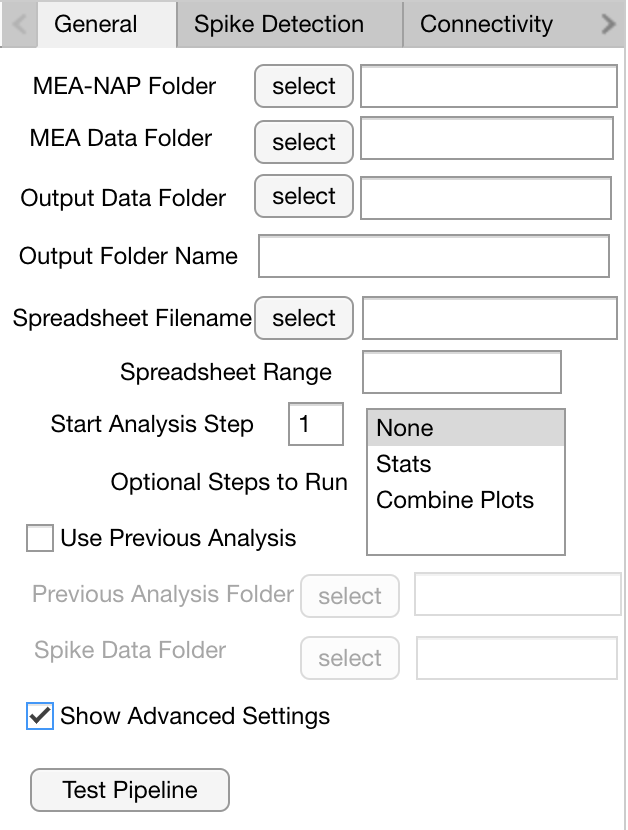 General Spike Detection Connectivity
MEA-NAP Folder select
MEA Data Folder select
Output Data Folder select
Output Folder Name
Spreadsheet Filename select
Spreadsheet Range
Start Analysis Step 1
None
Stats
Optional Steps to Run
Combine Plots
Use Previous Analysis
Previous Analysis Folder select
Spike Data Folder select
Show Advanced Settings
Test Pipeline